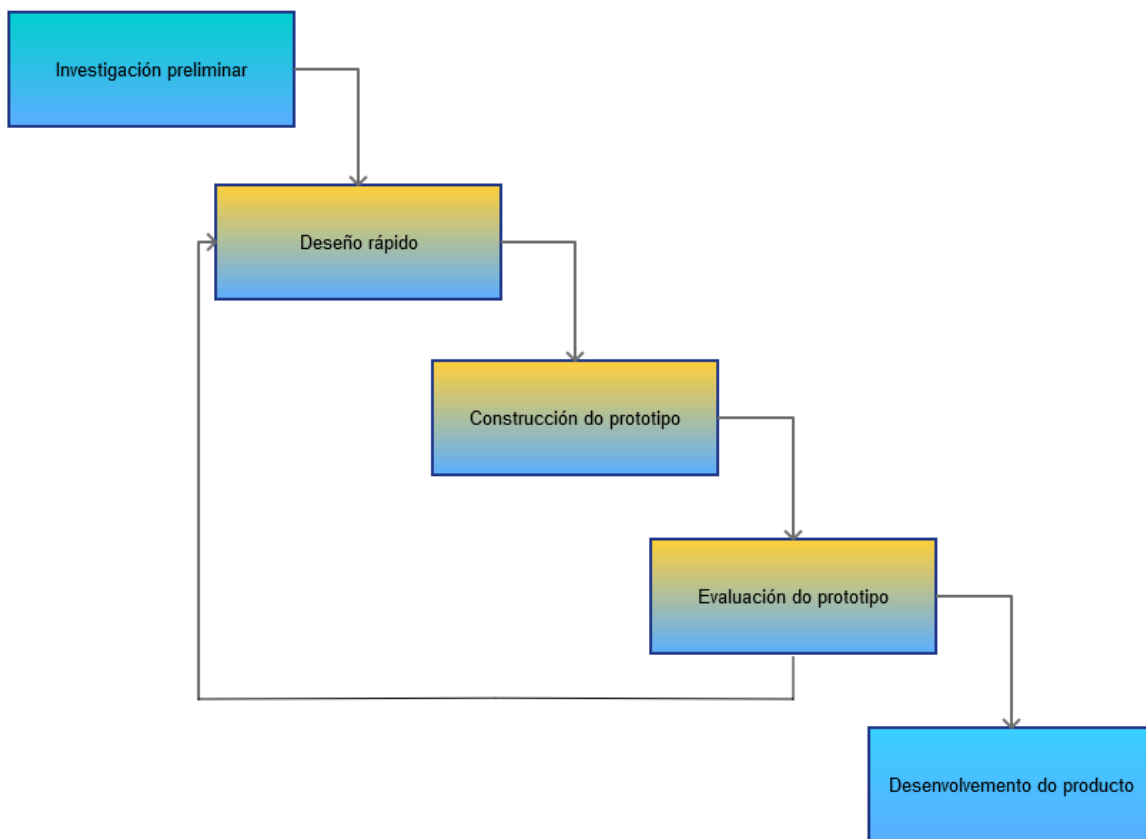 Investigación preliminar
Deseño rápido
Construcción do prototipo
Evaluación do prototipo
Desenvolvemento do producto